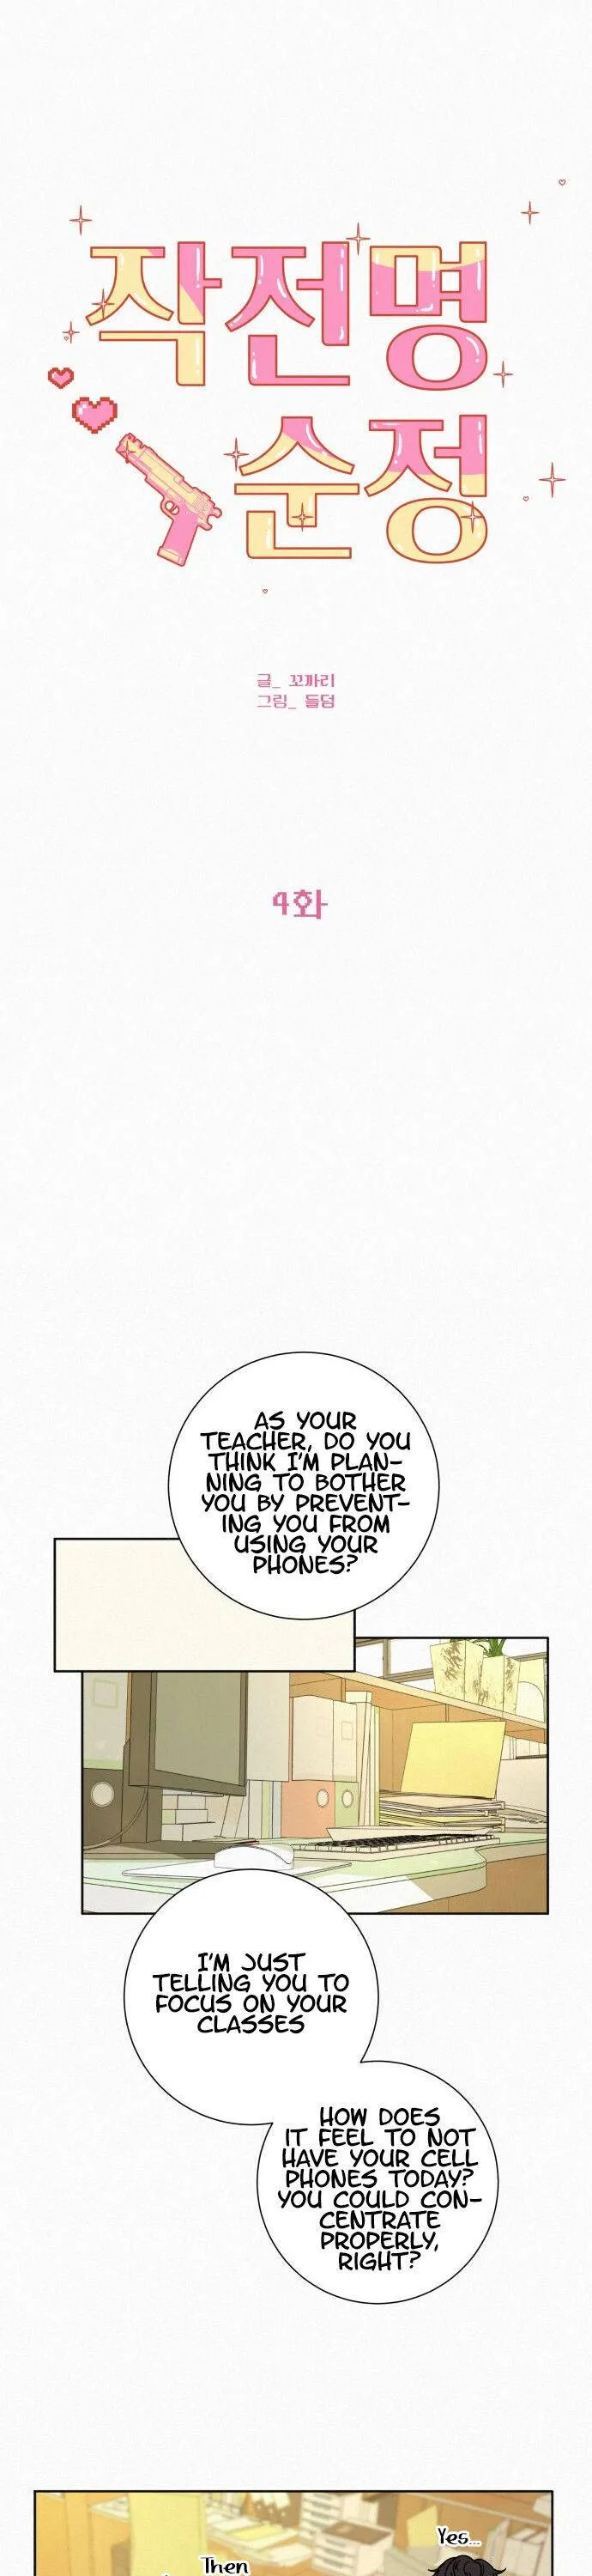 작전명
순정
글_ 꼬까리
그림_ 들덤
4화
AS YOUR
TEACHER, DO YOU
THINK I'M PLAN-
NING TO BOTHER
YOU BY PREVENT-
ING YOU FROM
USING YOUR
PHONES?
I'M JUST
TELLING YOU TO
FOCUS ON YOUR
CLASSES
HOW DOES
IT FEEL TO NOT
HAVE YOUR CELL
PHONES TODAY?
YOU COULD CON-
CENTRATE
PROPERLY,
RIGHT?
Yes...
Then